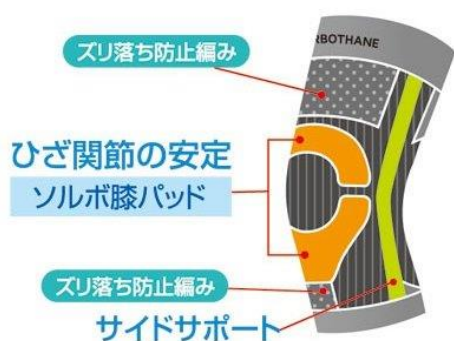 RBOTHANE
ズリ落ち防止編み
ひざ関節の安定
ソルボ膝パッド
ズリ落ち防止編み
サイドサポート